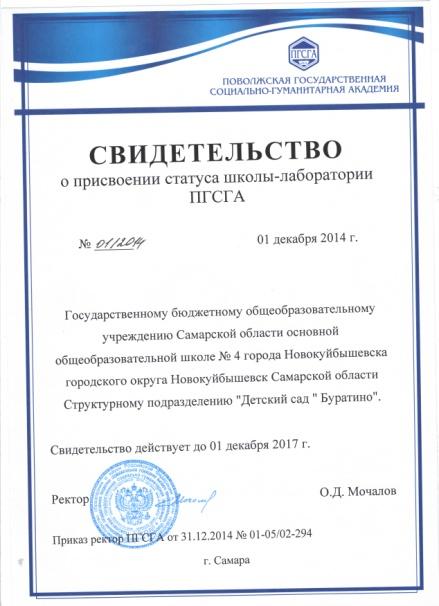 ПГСГА
ПОВОЛЖСКАЯ ГОСУДАРСТВЕННАЯ
СОЦИАЛЬНО-ГУМАНИТАРНАЯ АКАДЕМИЯ
СВИДЕТЕЛЬСТВО
о присвоении статуса школы-лаборатории
ПГСГА
№ 01/2014
01 декабря 2014 г.
Государственному бюджетному общеобразовательному
учреждению Самарской области основной
общеобразовательной школе № 4 города Новокуйбышевска
городского округа Новокуйбышевск Самарской области
Структурному подразделению "Детский сад " Буратино".
Свидетельство действует до 01 декабря 2017 г.
Ректор
О.Д. Мочалов
Приказ ректор ПГСГА от 31.12.2014 № 01-05/02-294
г. Самара